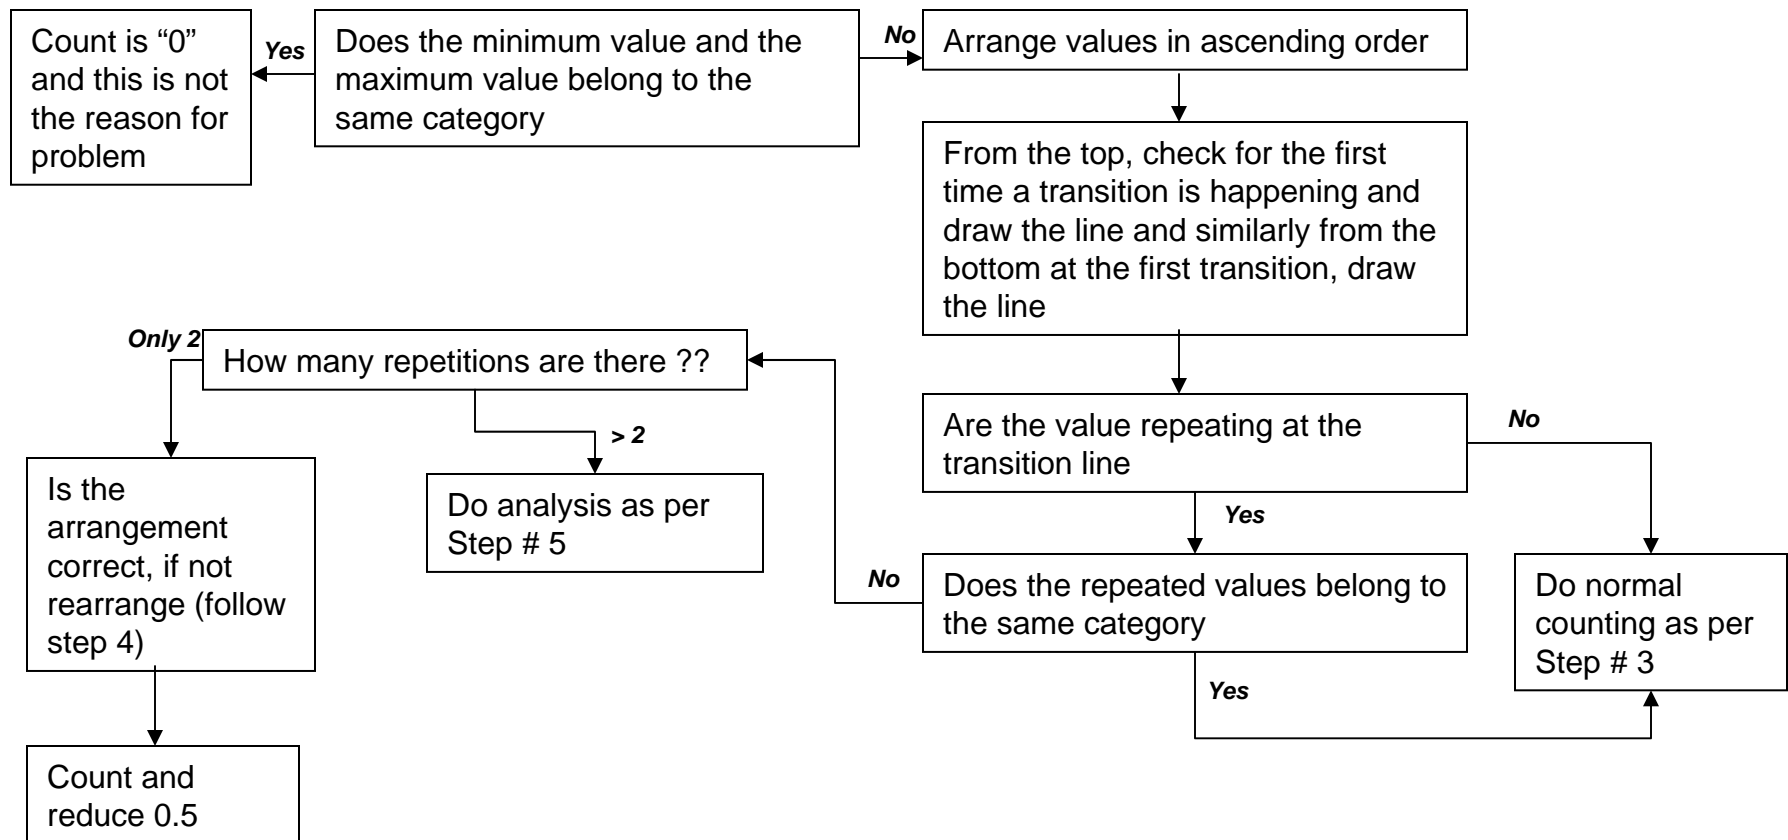 Count is “0”
and this is not
the reason for
problem
Yes
Does the minimum value and the
maximum value belong to the
same category
No
Arrange values in ascending order
From the top, check for the first
time a transition is happening and
draw the line and similarly from the
bottom at the first transition, draw
the line
Are the value repeating at the
transition line
No
Yes
Does the repeated values belong to
the same category
No
Yes
Do normal
counting as per
Step # 3
How many repetitions are there ??
Only 2
> 2
Do analysis as per
Step # 5
Is the
arrangement
correct, if not
rearrange (follow
step 4)
Count and
reduce 0.5